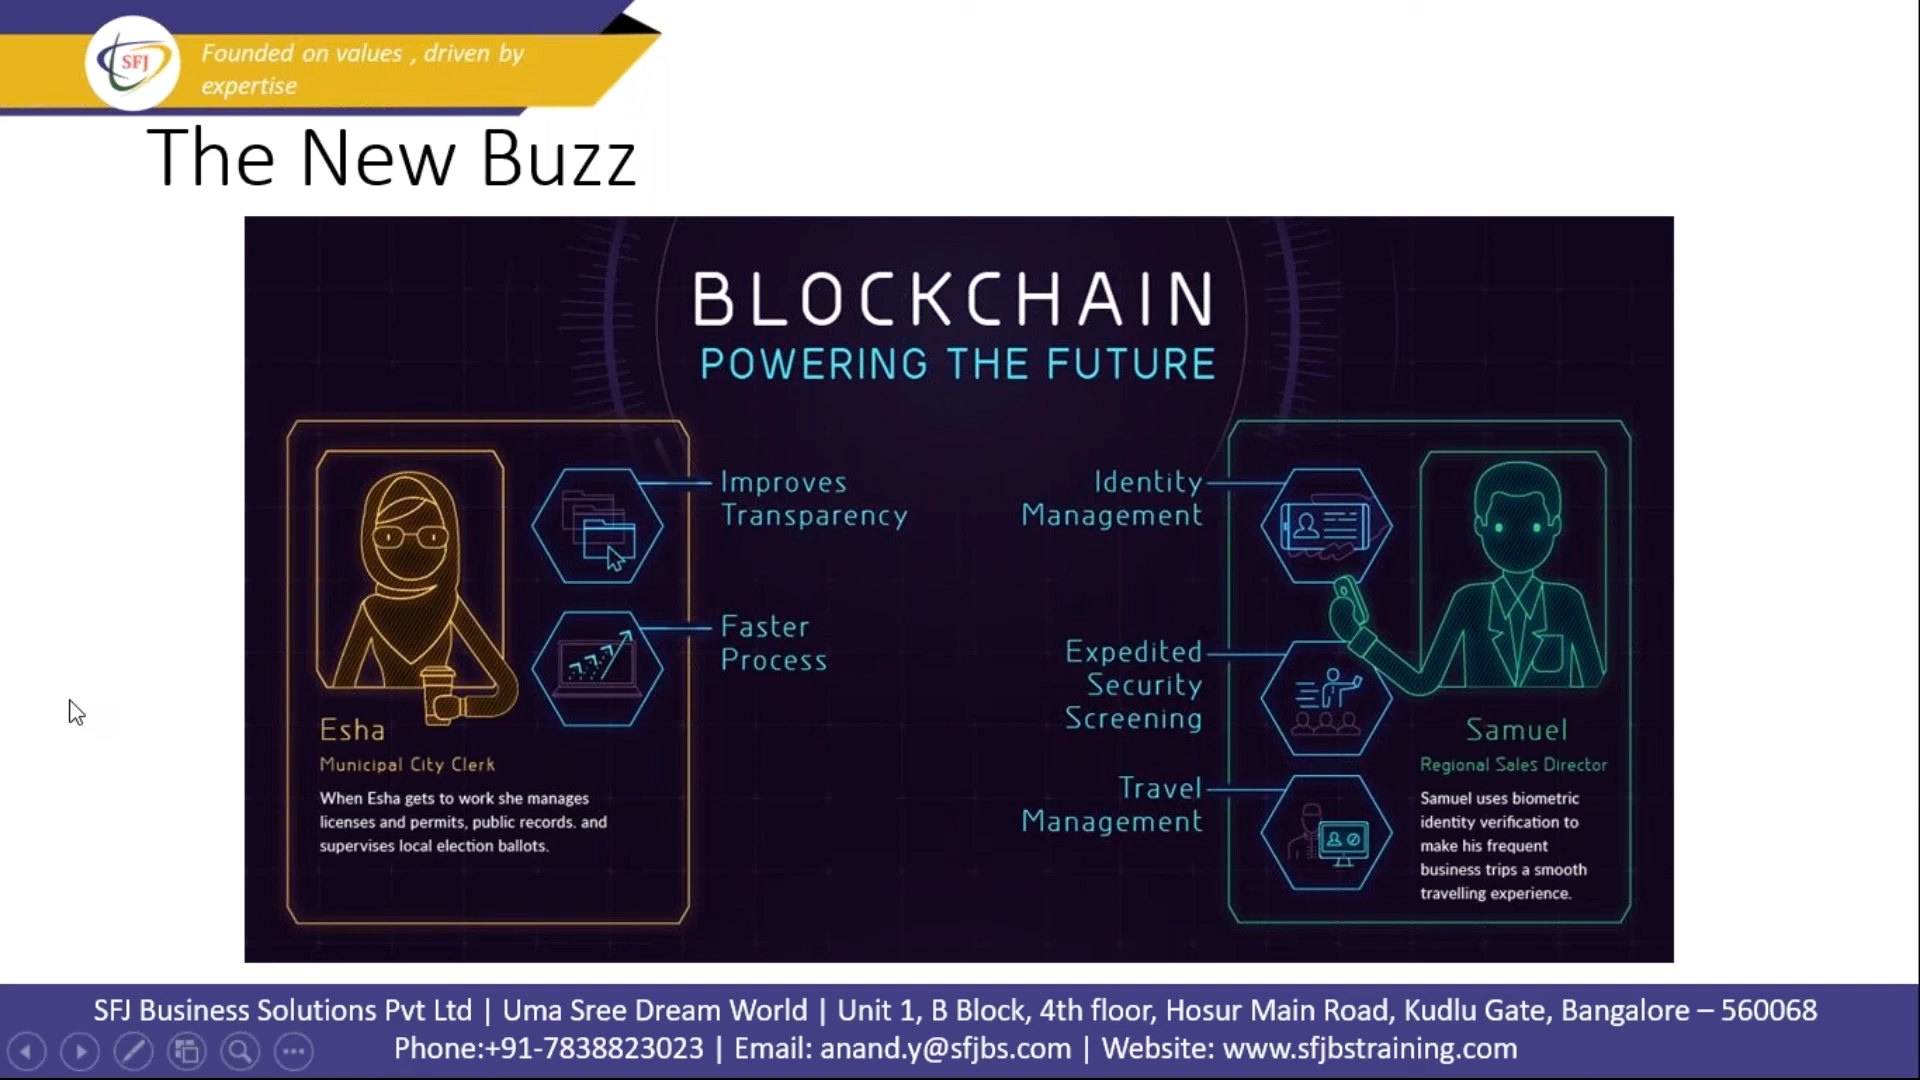 SFJ
Founded on values , driven by
expertise
The New Buzz
BLOCKCHAIN
POWERING THE FUTURE
Improves
Transparency
Faster
Process
Esha
Municipal City Clerk
When Esha gets to work she manages
licenses and permits, public records. and
supervises local election ballots.
Identity
Management
Expedited
Security
Screening
Travel
Management
Samuel
Regional Sales Director
Samuel uses biometric
identity verification to
make his frequent
business trips a smooth
travelling experience.
SFJ Business Solutions Pvt Ltd | Uma Sree Dream World | Unit 1, B Block, 4th floor, Hosur Main Road, Kudlu Gate, Bangalore – 560068
Phone:+91-7838823023 | Email: anand.y@sfjbs.com | Website: www.sfjbstraining.com